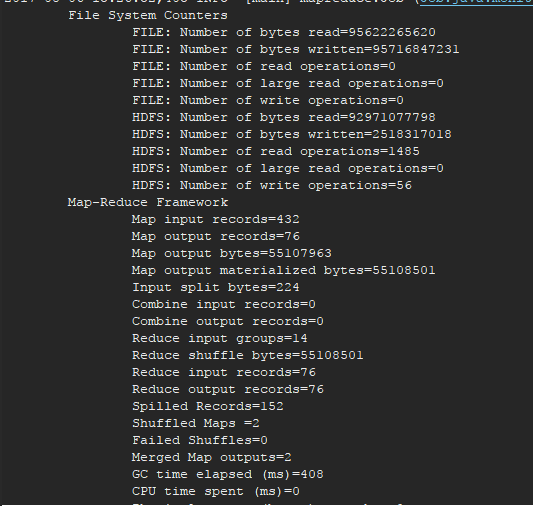 File System Counters
FILE: Number of bytes read=95622265620
FILE: Number of bytes written=95716847231
FILE: Number of read operations=0
FILE: Number of large read operations=0
FILE: Number of write operations=0
HDFS: Number of bytes read=92971077798
HDFS: Number of bytes written=2518317018
HDFS: Number of read operations=1485
HDFS: Number of large read operations=0
HDFS: Number of write operations=56
Map-Reduce Framework
Map input records=432
Map output records=76
Map output bytes=55107963
Map output materialized bytes=55108501
Input split bytes=224
Combine input records=0
Combine output records=0
Reduce input groups=14
Reduce shuffle bytes=55108501
Reduce input records=76
Reduce output records=76
Spilled Records=152
Shuffled Maps =2
Failed Shuffles=0
Merged Map outputs=2
GC time elapsed (ms)=408
CPU time spent (ms)=0